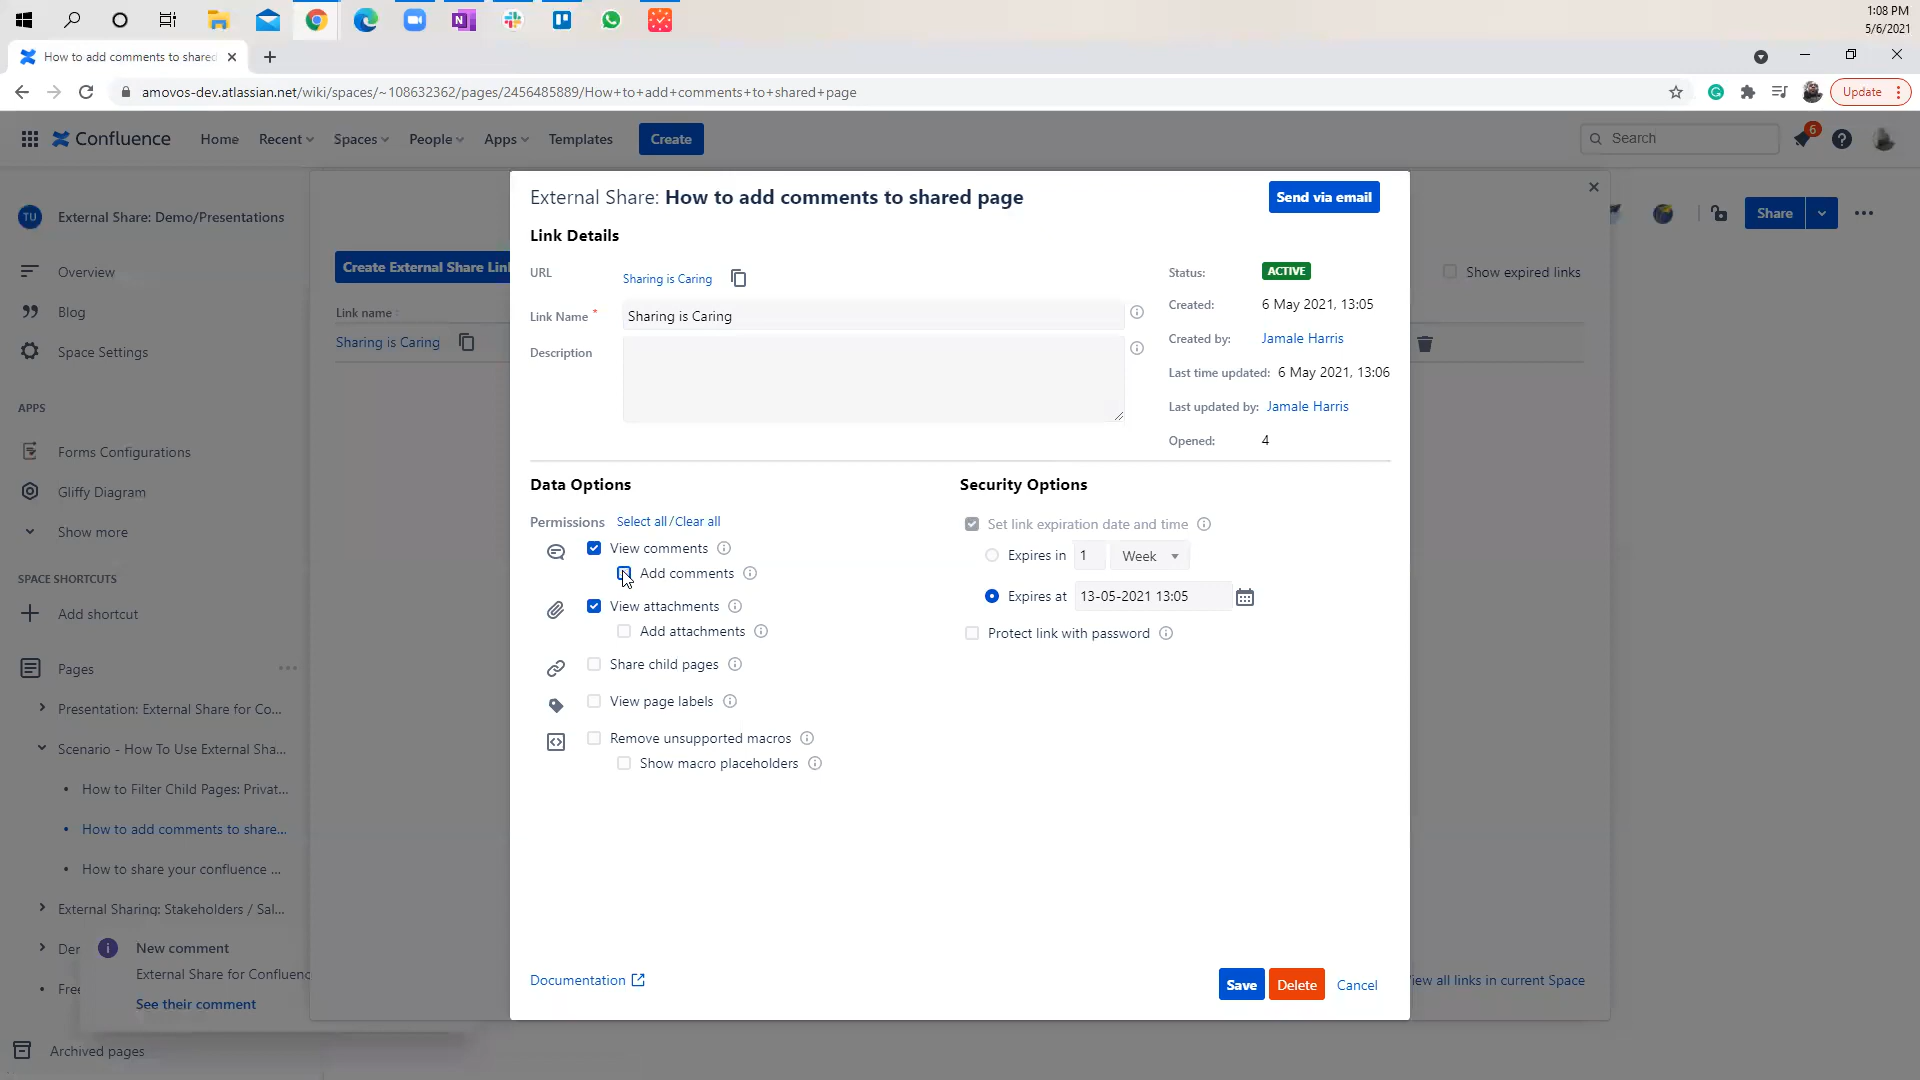 1:08 PM
5/6/2021
How to add comments to shared
amovos-dev.atlassian.net/wiki/spaces/~108632362/pages/2456485889/How+to+add+comments+to+shared+page
Update
Confluence
Home
Recent
Spaces
People
Apps
Templates
Create
Search
6
TU
External Share: Demo/Presentations
Overview
Blog
Space Settings
APPS
Forms Configurations
Gliffy Diagram
Show more
SPACE SHORTCUTS
Add shortcut
Pages
Presentation: External Share for Co...
Scenario - How To Use External Sha...
How to Filter Child Pages: Privat...
How to add comments to share...
How to share your confluence ...
External Sharing: Stakeholders / Sal...
Der
Free
New comment
External Share for Confluenc
See their comment
Archived pages
Create External Share Lin
Link name
Sharing is Caring
Share
Show expired links
View all links in current Space
External Share: How to add comments to shared page
Send via email
Link Details
URL
Sharing is Caring
Link Name *
Sharing is Caring
Description
Status:
ACTIVE
Created:
6 May 2021, 13:05
Created by:
Jamale Harris
Last time updated:
6 May 2021, 13:06
Last updated by:
Jamale Harris
Opened:
4
Data Options
Permissions
Select all/Clear all
View comments
Add comments
View attachments
Add attachments
Share child pages
View page labels
Remove unsupported macros
Show macro placeholders
Security Options
Set link expiration date and time
Expires in
1
Week
Expires at
13-05-2021 13:05
Protect link with password
Documentation
Save
Delete
Cancel